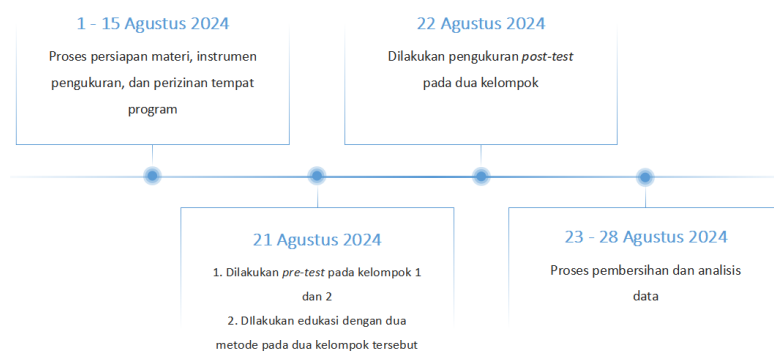 1 - 15 Agustus 2024
Proses persiapan materi, instrumen
pengukuran, dan perizinan tempat
program
22 Agustus 2024
Dilakukan pengukuran post-test
pada dua kelompok
21 Agustus 2024
1. Dilakukan pre-test pada kelompok 1
dan 2
2. DIlakukan edukasi dengan dua
metode pada dua kelompok tersebut
23 - 28 Agustus 2024
Proses pembersihan dan analisis
data